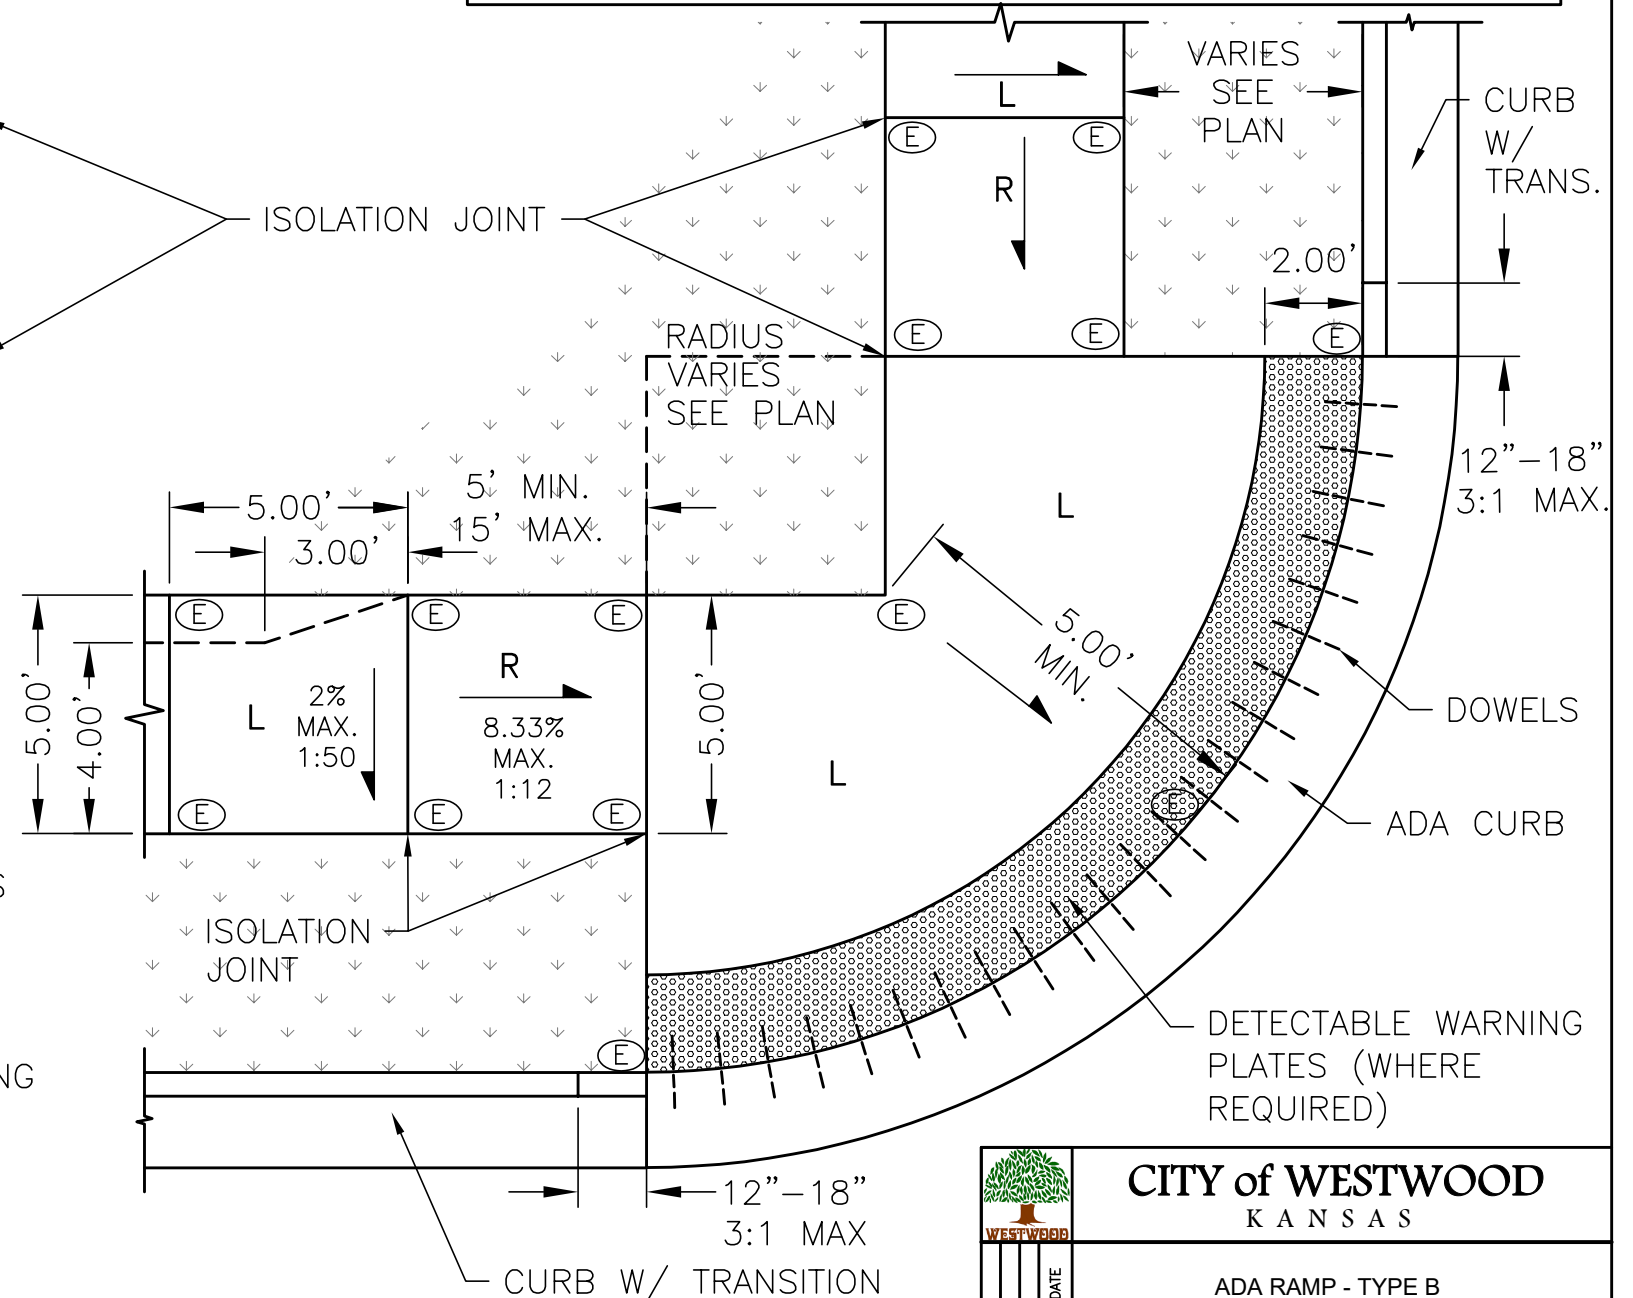 VARIES
SEE
PLAN
L
CURB
W/
TRANS.
E
E
R
ISOLATION JOINT
2.00'
E
E
E
RADIUS
VARIES
SEE PLAN
12”–18”
3:1 MAX.
5.00'
5' MIN.
15' MAX.
3.00'
L
E
E
E
E
5.00'
MIN.
5.00'
4.00'
L
2%
MAX.
1:50
R
8.33%
MAX.
1:12
5.00'
L
DOWELS
E
E
E
E
ADA CURB
ISOLATION
JOINT
DETECTABLE WARNING
PLATES (WHERE
REQUIRED)
E
NG
12”–18”
3:1 MAX
CURB W/ TRANSITION
WESTWOOD
CITY of WESTWOOD
KANSAS
DATE
ADA RAMP - TYPE B